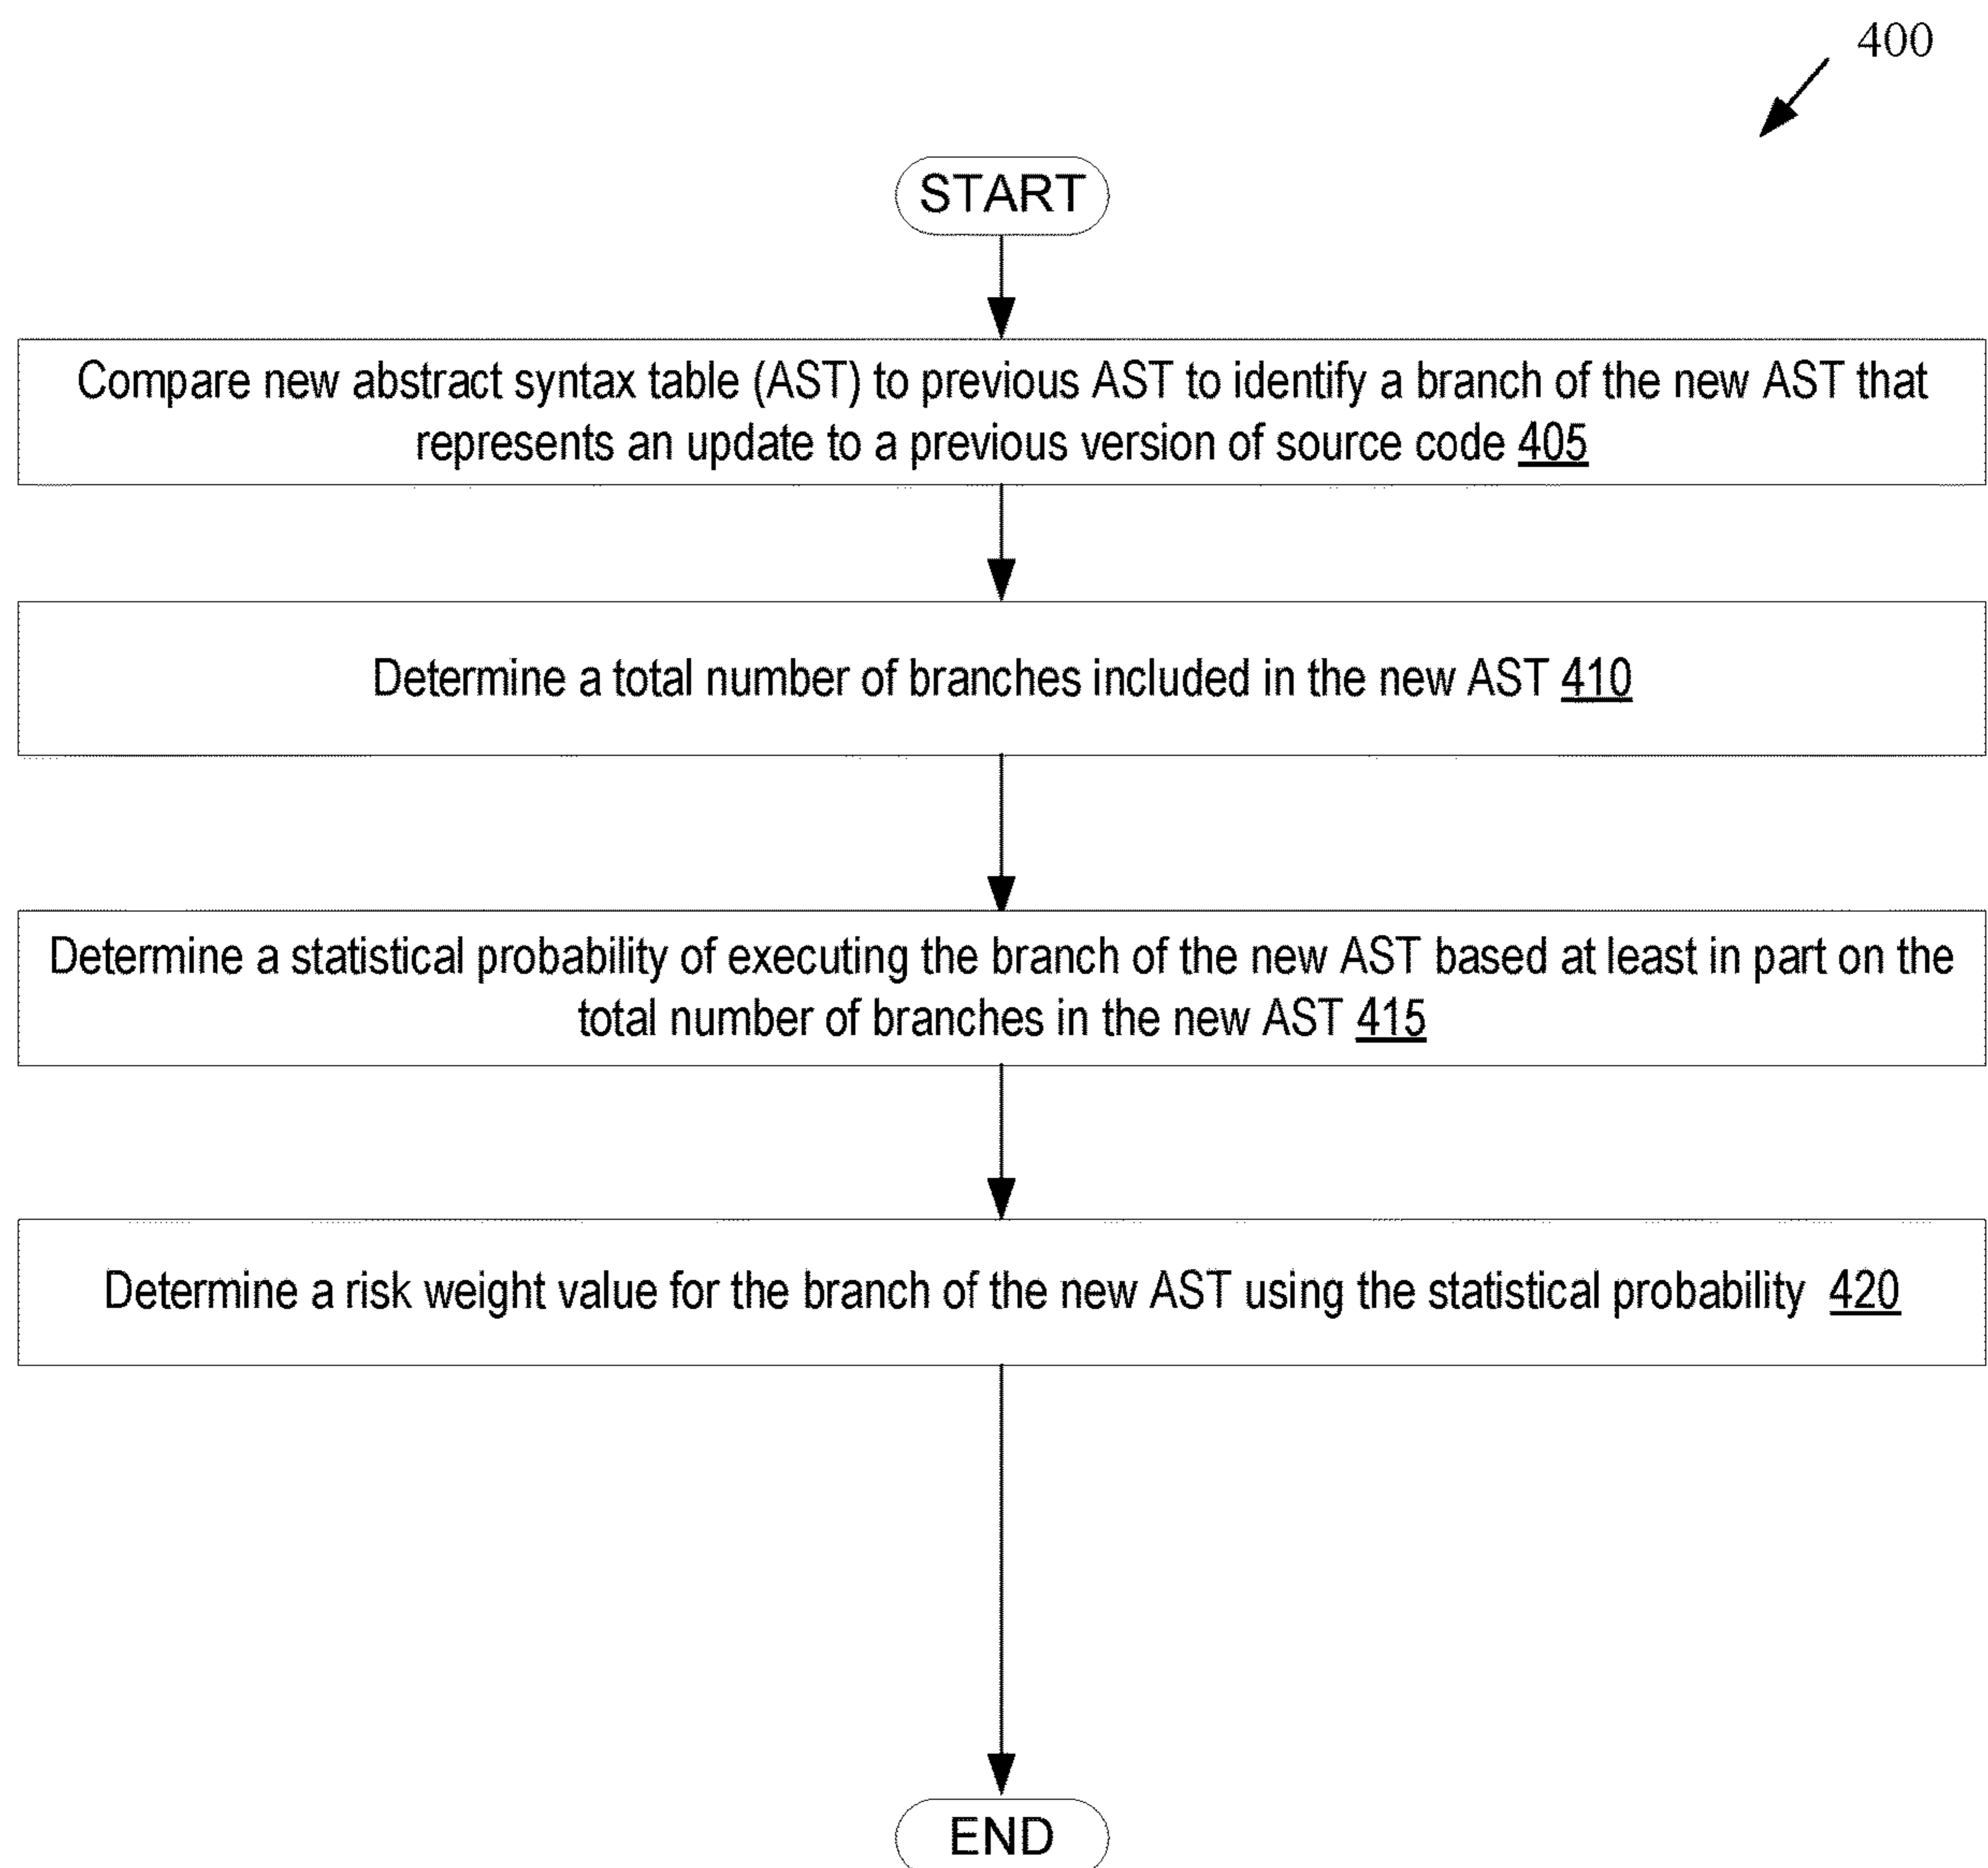 400
START
Compare new abstract syntax table (AST) to previous AST to identify a branch of the new AST that
represents an update to a previous version of source code 405
Determine a total number of branches included in the new AST 410
Determine a statistical probability of executing the branch of the new AST based at least in part on the
total number of branches in the new AST 415
Determine a risk weight value for the branch of the new AST using the statistical probability 420
END